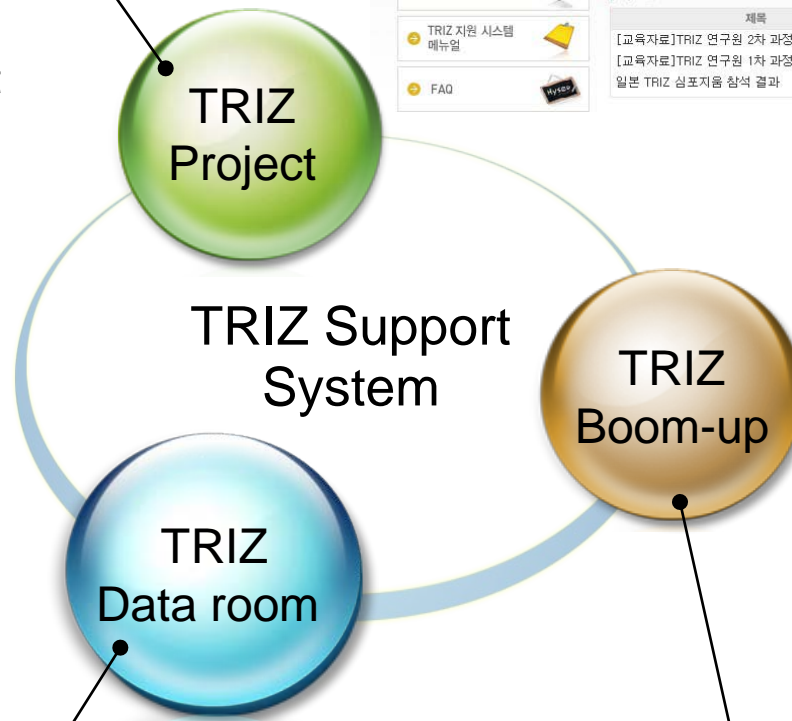 TRIZ 지원 시스템
메뉴얼
FAQ
제목
[교육자료]TRIZ 연구원 2차 과정
[교육자료]TRIZ 연구원 1차 과정
일본 TRIZ 심포지움 참석 결과
TRIZ
Project
TRIZ Support
System
TRIZ
Boom-up
TRIZ
Data room